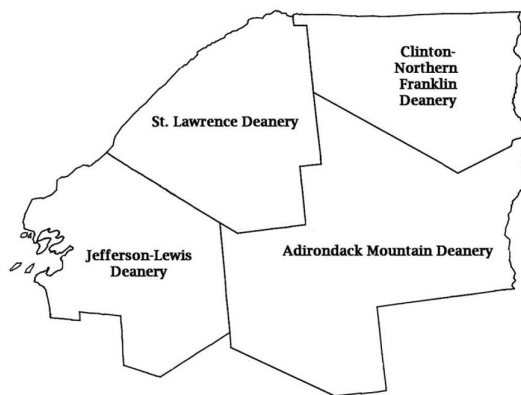 Clinton-
Northern
Franklin
Deanery
St. Lawrence Deanery
Jefferson-Lewis
Deanery
Adirondack Mountain Deanery